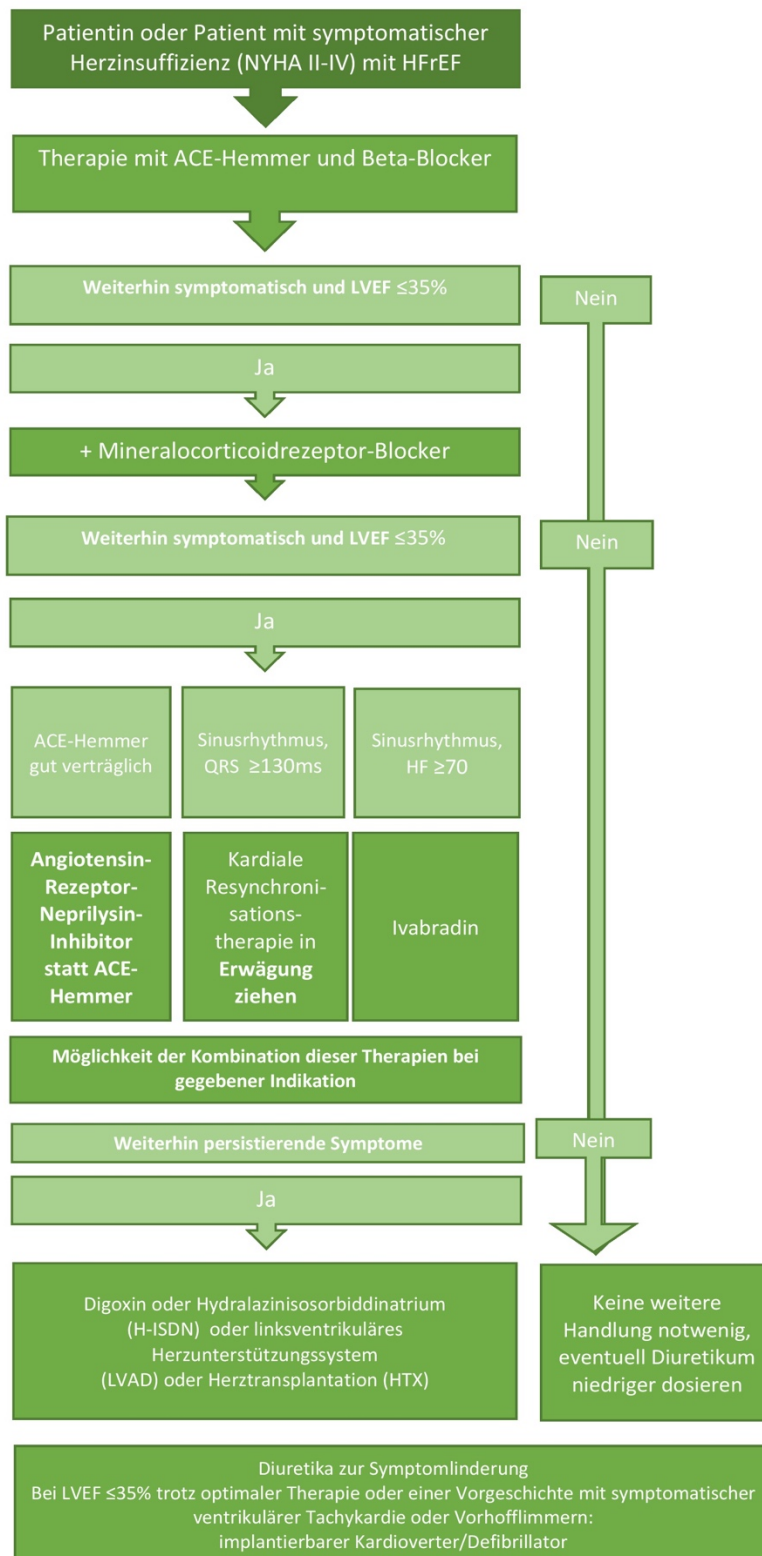 Patientin oder Patient mit symptomatischer
Herzinsuffizienz (NYHA II-IV) mit HFrEF
Therapie mit ACE-Hemmer und Beta-Blocker
Weiterhin symptomatisch und LVEF ≤35%
Nein
Ja
+ Mineralocorticoidrezeptor-Blocker
Weiterhin symptomatisch und LVEF ≤35%
Nein
Ja
ACE-Hemmer
gut verträglich
Sinusrhythmus,
QRS ≥130ms
Sinusrhythmus,
HF ≥70
Angiotensin-
Rezeptor-
Neprilysin-
Inhibitor
statt ACE-
Hemmer
Kardiale
Resynchroni-
sations-
therapie in
Erwägung
ziehen
Ivabradin
Möglichkeit der Kombination dieser Therapien bei
gegebener Indikation
Weiterhin persistierende Symptome
Nein
Ja
Digoxin oder Hydralazinisosorbiddinatrium
(H-ISDN) oder linksventrikuläres
Herzunterstützungssystem
(LVAD) oder Herztransplantation (HTX)
Keine weitere
Handlung notwenig,
eventuell Diuretikum
niedriger dosieren
Diuretika zur Symptomlinderung
Bei LVEF ≤35% trotz optimaler Therapie oder einer Vorgeschichte mit symptomatischer
ventrikulärer Tachykardie oder Vorhofflimmern:
implantierbarer Kardioverter/Defibrillator